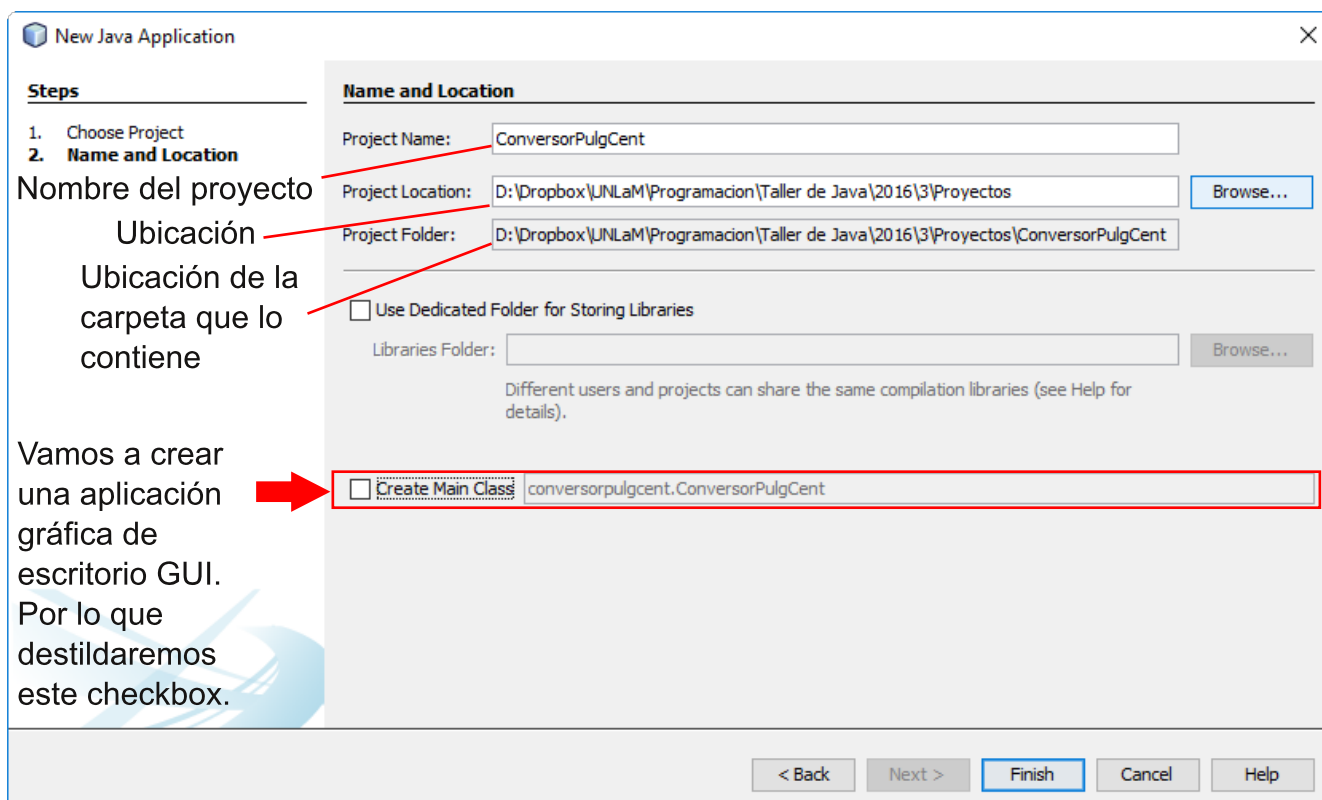 New Java Application
Steps
1. Choose Project
2. Name and Location
Nombre del proyecto
Ubicación
Ubicación de la
carpeta que lo
contiene
Vamos a crear
una aplicación
gráfica de
escritorio GUI.
Por lo que
destildaremos
este checkbox.
Name and Location
Project Name: ConversorPulgCent
Project Location: D:\Dropbox\UNLaM\Programacion\Taller de Java\2016\3\Proyectos Browse...
Project Folder: D:\Dropbox\UNLaM\Programacion\Taller de Java\2016\3\Proyectos\ConversorPulgCent
Use Dedicated Folder for Storing Libraries
Libraries Folder: Browse...
Different users and projects can share the same compilation libraries (see Help for
details).
Create Main Class conversorpulgcent.ConversorPulgCent
< Back Next > Finish Cancel Help